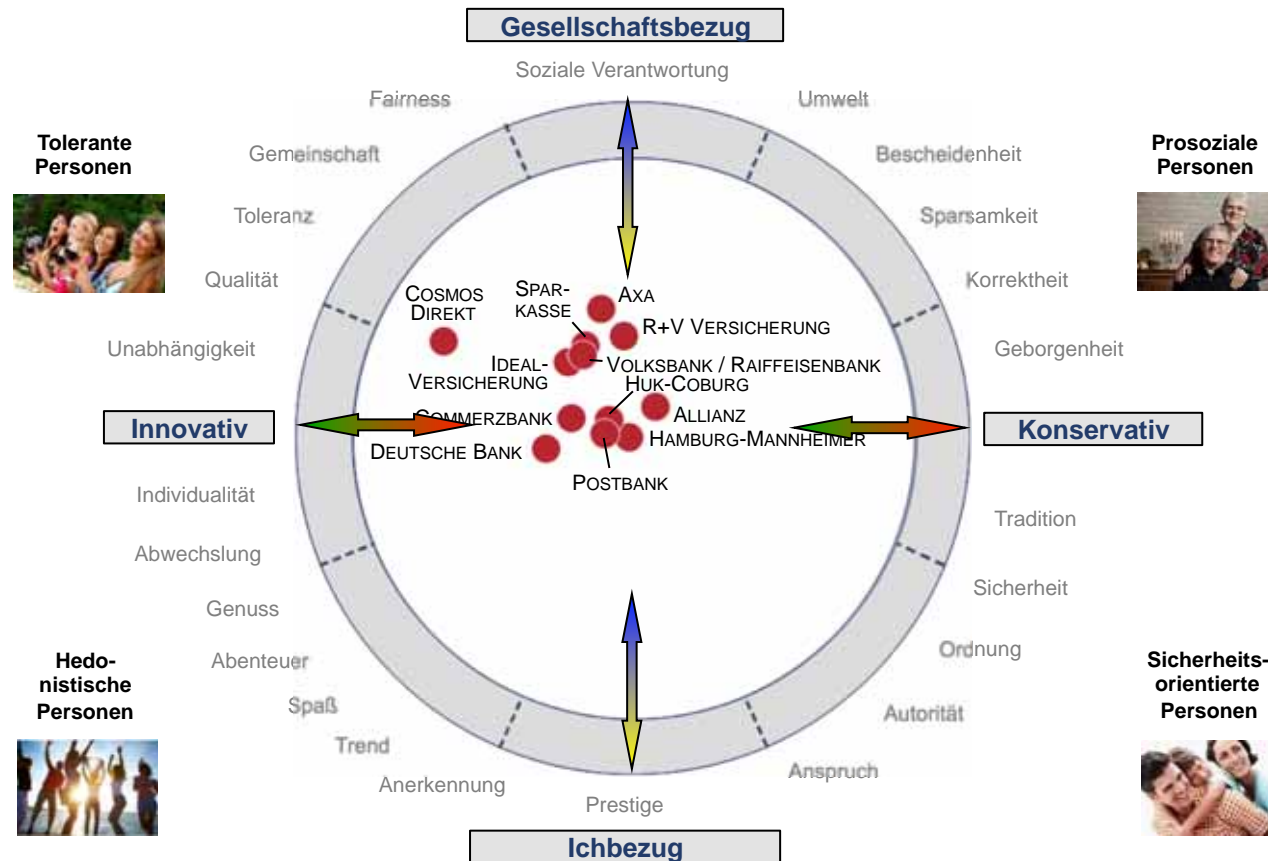 Gesellschaftsbezug
Soziale Verantwortung
Fairness
Umwelt
Tolerante
Personen
Gemeinschaft
Bescheidenheit
Prosoziale
Personen
Toleranz
Sparsamkeit
Qualität
Korrektheit
Unabhängigkeit
Geborgenheit
COSMOS
DIREKT
SPAR-
KASSE
AXA
R+V VERSICHERUNG
IDEAL-
VERSICHERUNG
VOLKSBANK / RAIFFEISENBANK
HUK-COBURG
COMMERZBANK
ALLIANZ
DEUTSCHE BANK
HAMBURG-MANNHEIMER
POSTBANK
Innovativ
Konservativ
Individualität
Tradition
Abwechslung
Sicherheit
Genuss
Ordnung
Hedo-
nistische
Personen
Abenteuer
Sicherheits-
orientierte
Personen
Spaß
Autorität
Trend
Anerkennung
Anspruch
Prestige
Ichbezug